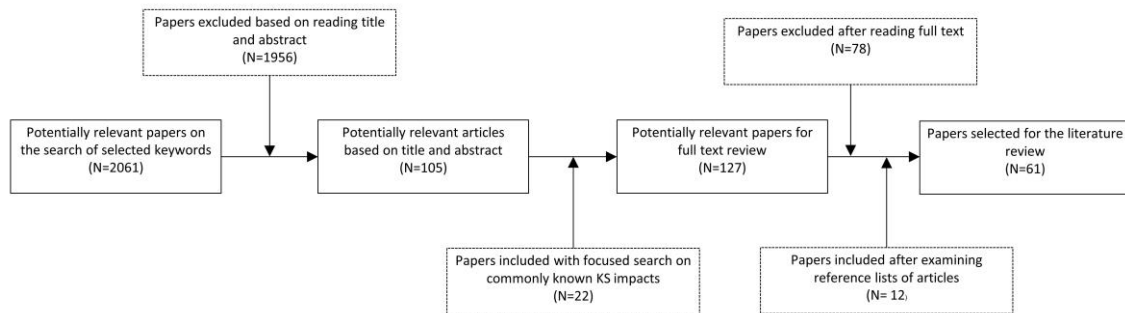 Papers excluded based on reading title
and abstract
(N=1956)
Papers excluded after reading full text
(N=78)
Potentially relevant papers on
the search of selected keywords
(N=2061)
Potentially relevant articles
based on title and abstract
(N=105)
Potentially relevant papers for
full text review
(N=127)
Papers selected for the literature
review
(N=61)
Papers included with focused search on
commonly known KS impacts
(N=22)
Papers included after examining
reference lists of articles
(N= 12)